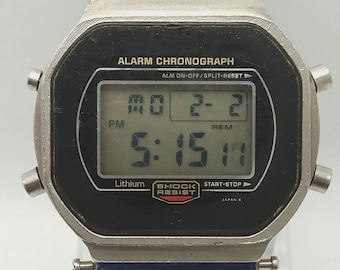 ALARM CHRONOGRAPH
ALM ON-OFF/SPLIT-RESET
MO 2-2
PM REM
5:15 11
Lithium SHOCK RESIST START-STOP